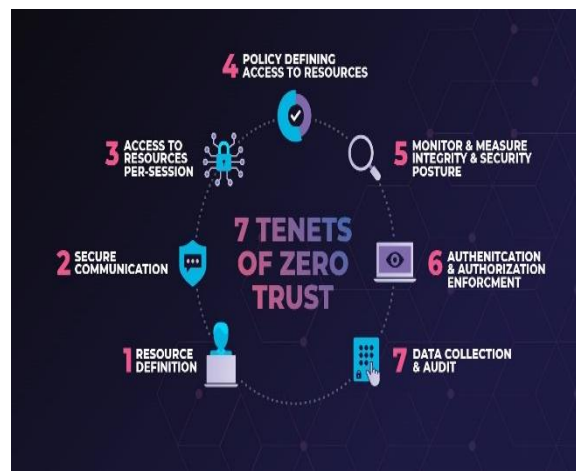 4 POLICY DEFINING
ACCESS TO RESOURCES
3 ACCESS TO
RESOURCES
PER-SESSION
5 MONITOR & MEASURE
INTEGRITY & SECURITY
POSTURE
7 TENETS
OF ZERO
TRUST
2 SECURE
COMMUNICATION
6 AUTHENITCATION
& AUTHORIZATION
ENFORCMENT
1 RESOURCE
DEFINITION
7 DATA COLLECTION
& AUDIT